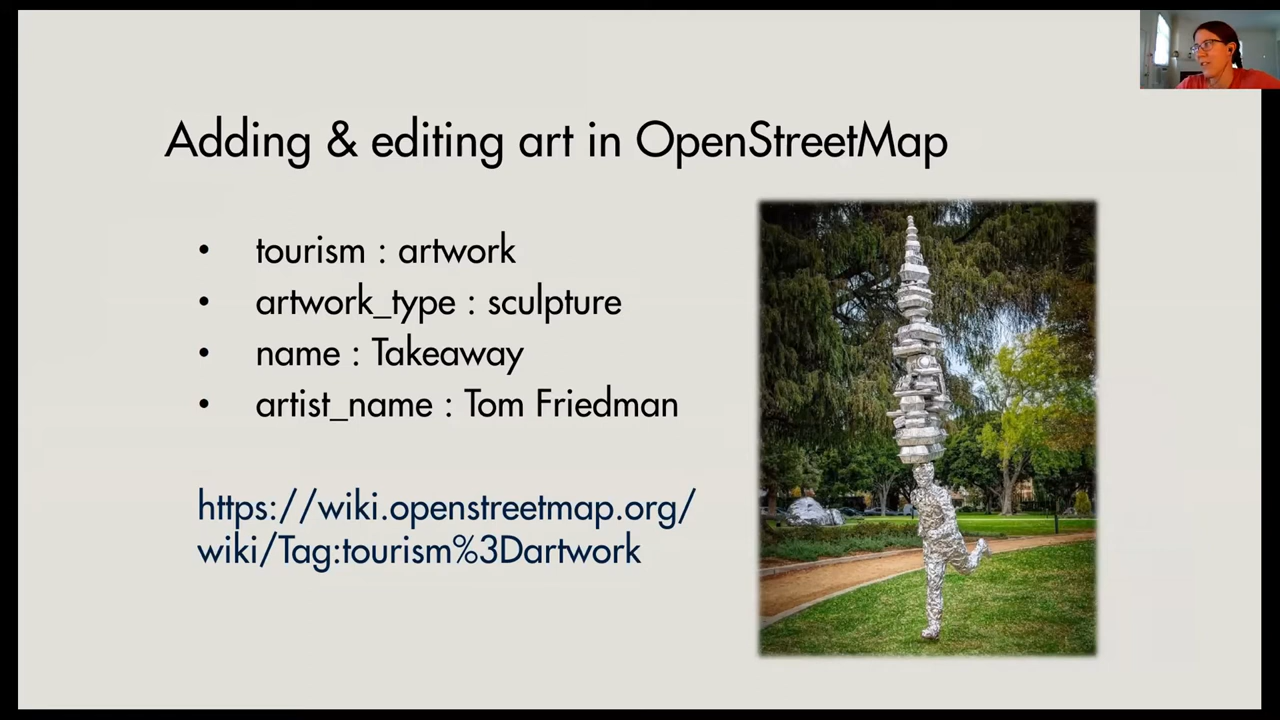 Adding & editing art in OpenStreetMap
• tourism : artwork
• artwork_type : sculpture
• name : Takeaway
• artist_name : Tom Friedman
https://wiki.openstreetmap.org/
wiki/Tag:tourism%3Dartwork